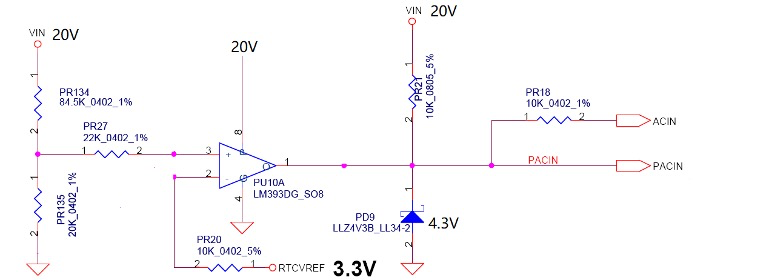 VIN 20V
VIN 20V
20V
1
PR134
84.5K_0402_1%
2
PR27
22K_0402_1%
1 2
1
PR135
20K_0402_1%
2
3 +
2 -
8
P
G
O 1
4
PU10A
LM393DG_SO8
PR20
10K_0402_5%
2 1
RTCVREF 3.3V
1
PR21
10K_0805_5%
2
PR18
10K_0402_1%
1 2
ACIN
PACIN
PACIN
1
PD9
LLZ4V3B_LL34-2
4.3V
2